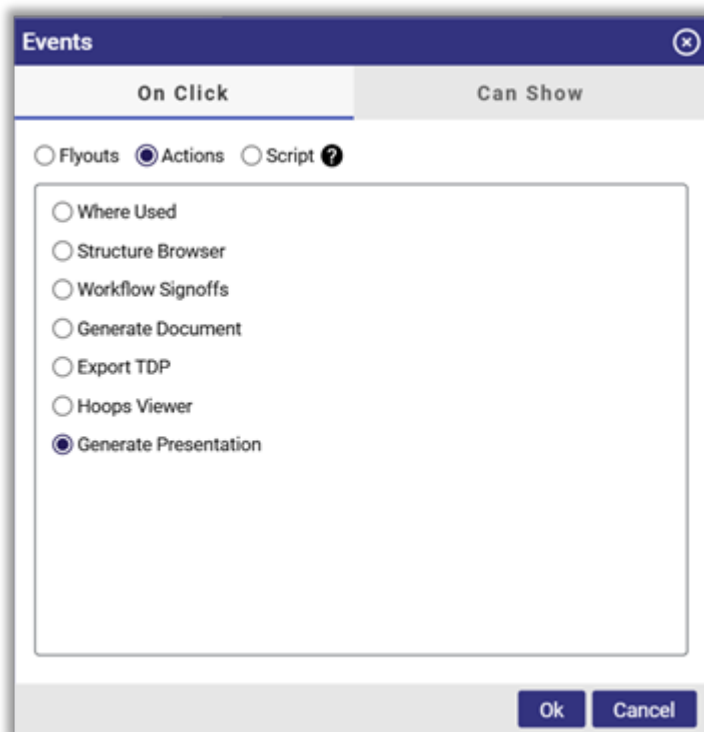 Events
On Click Can Show
Flyouts Actions Script ?
Where Used
Structure Browser
Workflow Signoffs
Generate Document
Export TDP
Hoops Viewer
Generate Presentation
Ok Cancel